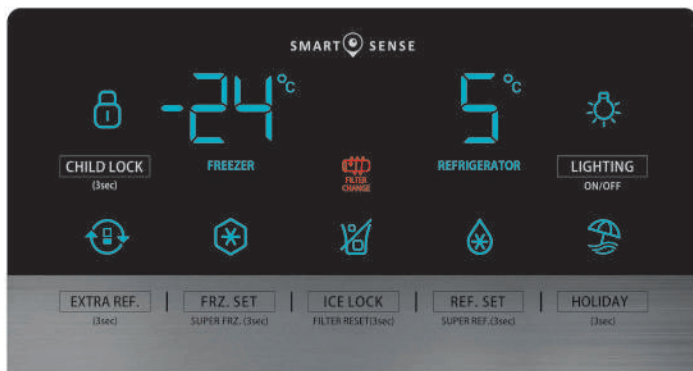 SMART SENSE
-24°C
5°C
CHILD LOCK
(3sec)
FREEZER
FILTER
CHANGE
REFRIGERATOR
LIGHTING
ON/OFF
EXTRA REF.
(3sec)
FRZ. SET
SUPER FRZ. (3sec)
ICE LOCK
FILTER RESET(3sec)
REF. SET
SUPER REF.(3sec)
HOLIDAY
(3sec)